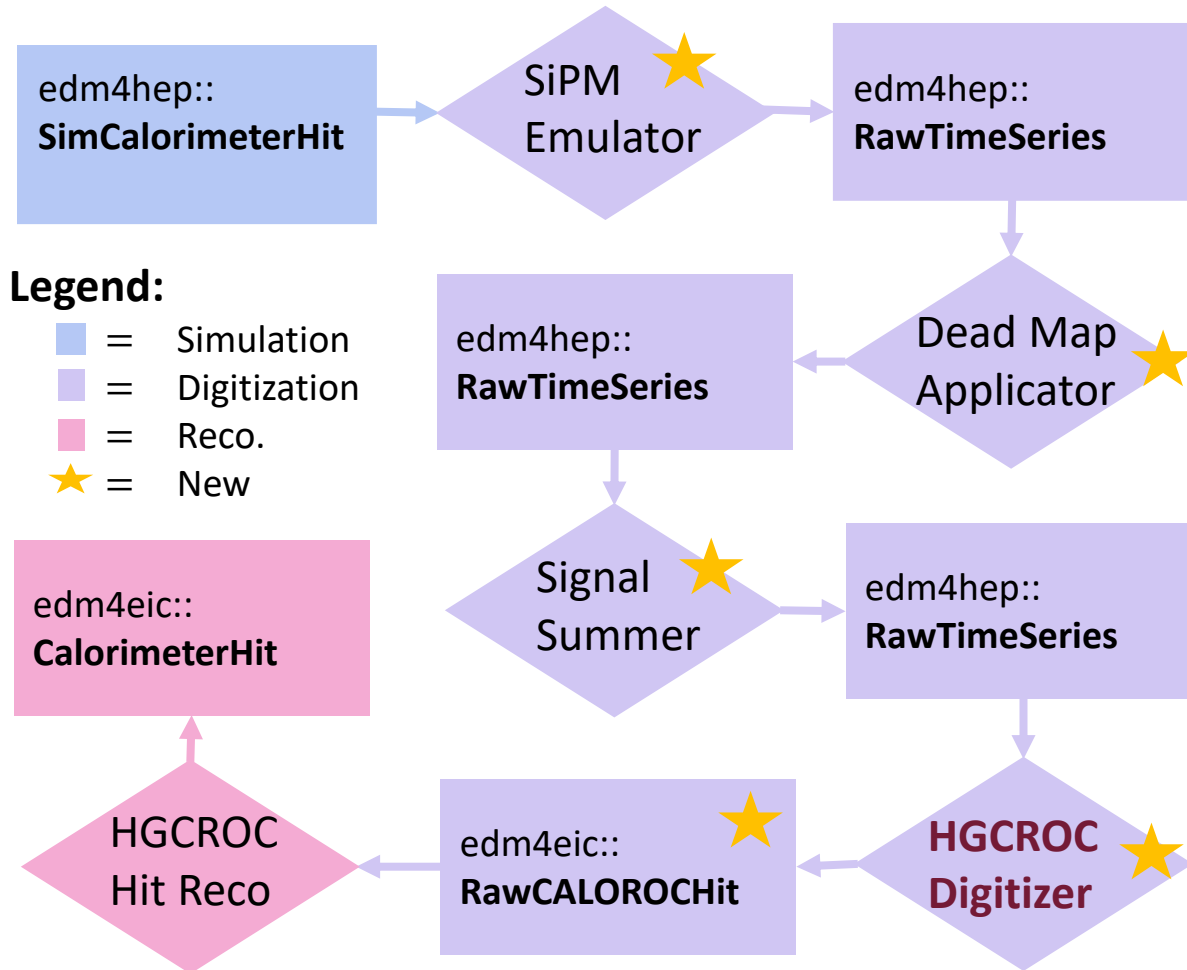 edm4hep::
SimCalorimeterHit
SiPM
Emulator
edm4hep::
RawTimeSeries
Legend:
= Simulation
= Digitization
= Reco.
= New
edm4hep::
RawTimeSeries
Dead Map
Applicator
Signal
Summer
edm4hep::
RawTimeSeries
edm4eic::
CalorimeterHit
HGCROC
Hit Reco
edm4eic::
RawCALOROCHit
HGCROC
Digitizer